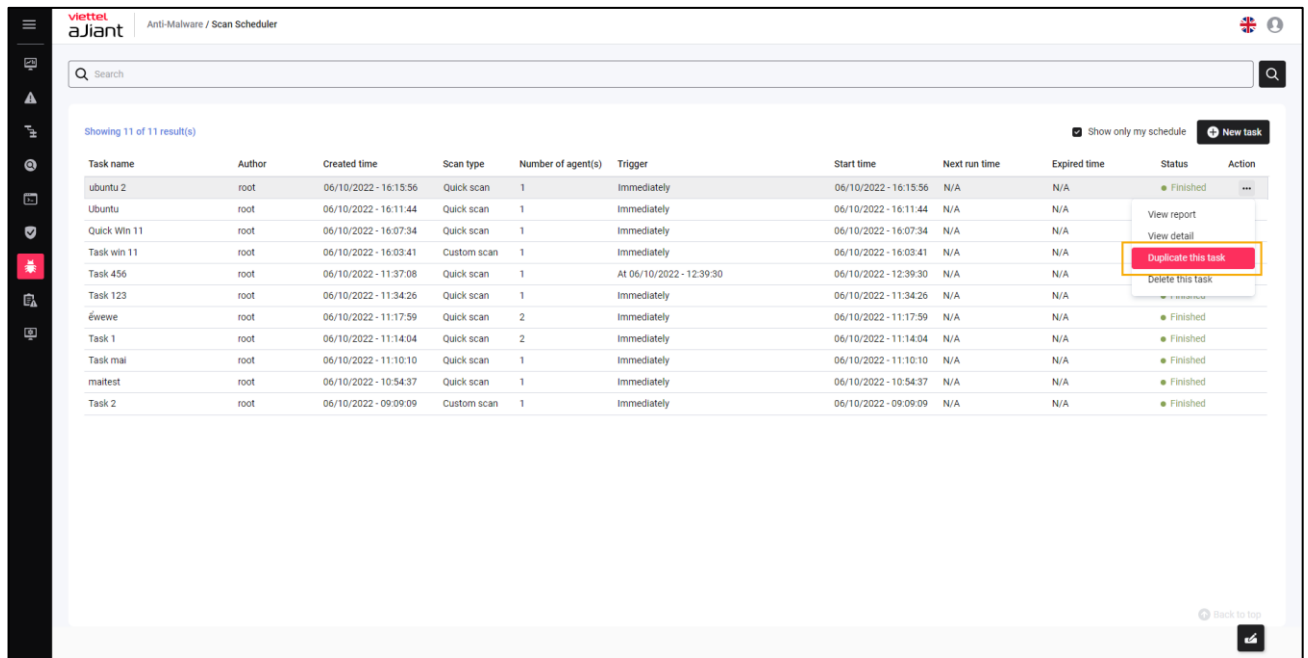 viettel
aJiant
Anti-Malware / Scan Scheduler
Search
Showing 11 of 11 result(s)
Show only my schedule
New task
Task name Author Created time Scan type Number of agent(s) Trigger Start time Next run time Expired time Status Action
ubuntu 2 root 06/10/2022 - 16:15:56 Quick scan 1 Immediately 06/10/2022 - 16:15:56 N/A N/A Finished ...
Ubuntu root 06/10/2022 - 16:11:44 Quick scan 1 Immediately 06/10/2022 - 16:11:44 N/A N/A
Quick WIn 11 root 06/10/2022 - 16:07:34 Quick scan 1 Immediately 06/10/2022 - 16:07:34 N/A N/A
Task win 11 root 06/10/2022 - 16:03:41 Custom scan 1 Immediately 06/10/2022 - 16:03:41 N/A N/A
Task 456 root 06/10/2022 - 11:37:08 Quick scan 1 At 06/10/2022 - 12:39:30 06/10/2022 - 12:39:30 N/A N/A
Task 123 root 06/10/2022 - 11:34:26 Quick scan 1 Immediately 06/10/2022 - 11:34:26 N/A N/A Finished
éwewe root 06/10/2022 - 11:17:59 Quick scan 2 Immediately 06/10/2022 - 11:17:59 N/A N/A Finished
Task 1 root 06/10/2022 - 11:14:04 Quick scan 2 Immediately 06/10/2022 - 11:14:04 N/A N/A Finished
Task mai root 06/10/2022 - 11:10:10 Quick scan 1 Immediately 06/10/2022 - 11:10:10 N/A N/A Finished
maitest root 06/10/2022 - 10:54:37 Quick scan 1 Immediately 06/10/2022 - 10:54:37 N/A N/A Finished
Task 2 root 06/10/2022 - 09:09:09 Custom scan 1 Immediately 06/10/2022 - 09:09:09 N/A N/A Finished
View report
View detail
Duplicate this task
Delete this task
Back to top